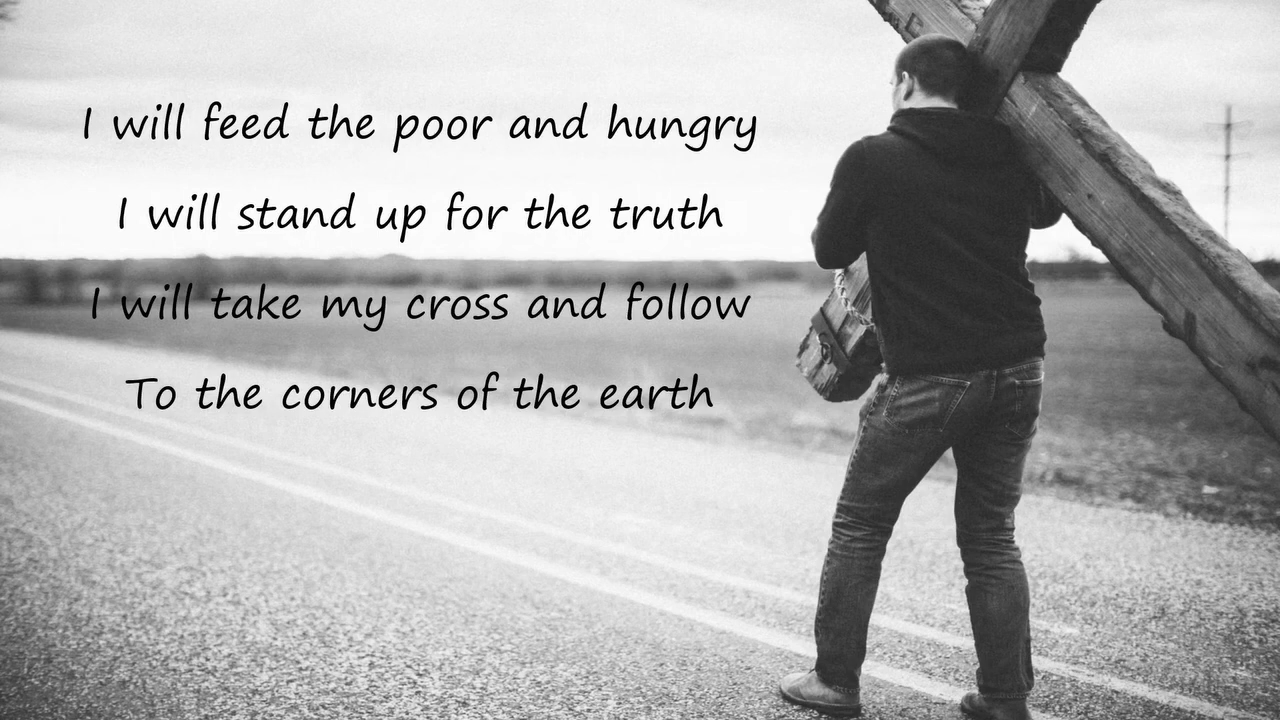 I will feed the poor and hungry
I will stand up for the truth
I will take my cross and follow
To the corners of the earth